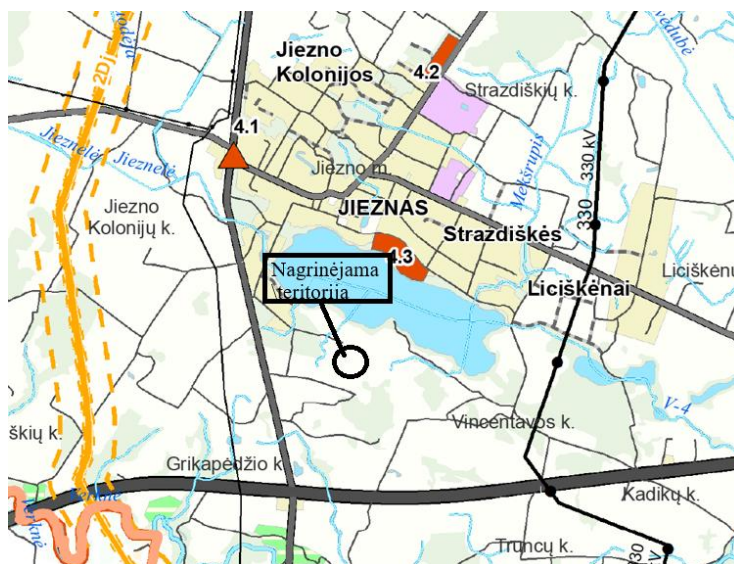 Jiezno
Kolonijos
4.2
Strazdiškių k.
2Dj
4.1
Jieznelė
Jieznelė
Jiezno m.
Mekšrupis
330 kV
330
Jiezno
Kolonijų k.
JIEZNAS
Strazdiškės
4.3
Liciškėnai
Liciškėnų
Nagrinėjama
teritorija
V-4
Vincentavos k.
škių k.
Grikapėdžio k.
Kadikų k.
Truncų k.